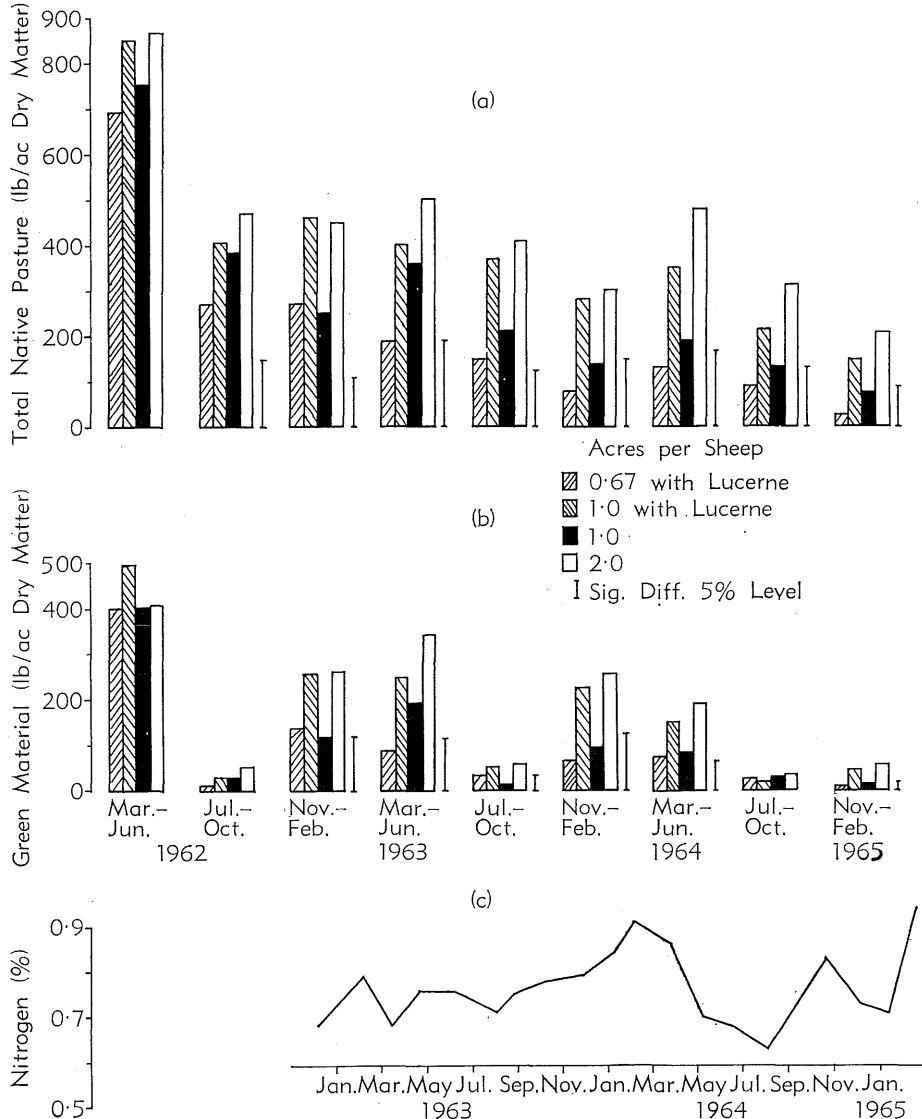 900
800
600
400
200
0
Total Native Pasture (lb/ac Dry Matter)
(a)
Acres per Sheep
0·67 with Lucerne
1·0 with Lucerne
1·0
2·0
Sig. Diff. 5% Level
(b)
500
400
200
0
Green Material (lb/ac Dry Matter)
Mar.– Jul.– Nov.– Mar.– Jul.– Nov.– Mar.– Jul.– Nov.–
Jun. Oct. Feb. Jun. Oct. Feb. Jun. Oct. Feb.
1962 1963 1964 1965
(c)
0·9
0·7
0·5
Nitrogen (%)
Jan. Mar. May Jul. Sep. Nov. Jan. Mar. May Jul. Sep. Nov. Jan.
1963 1964 1965